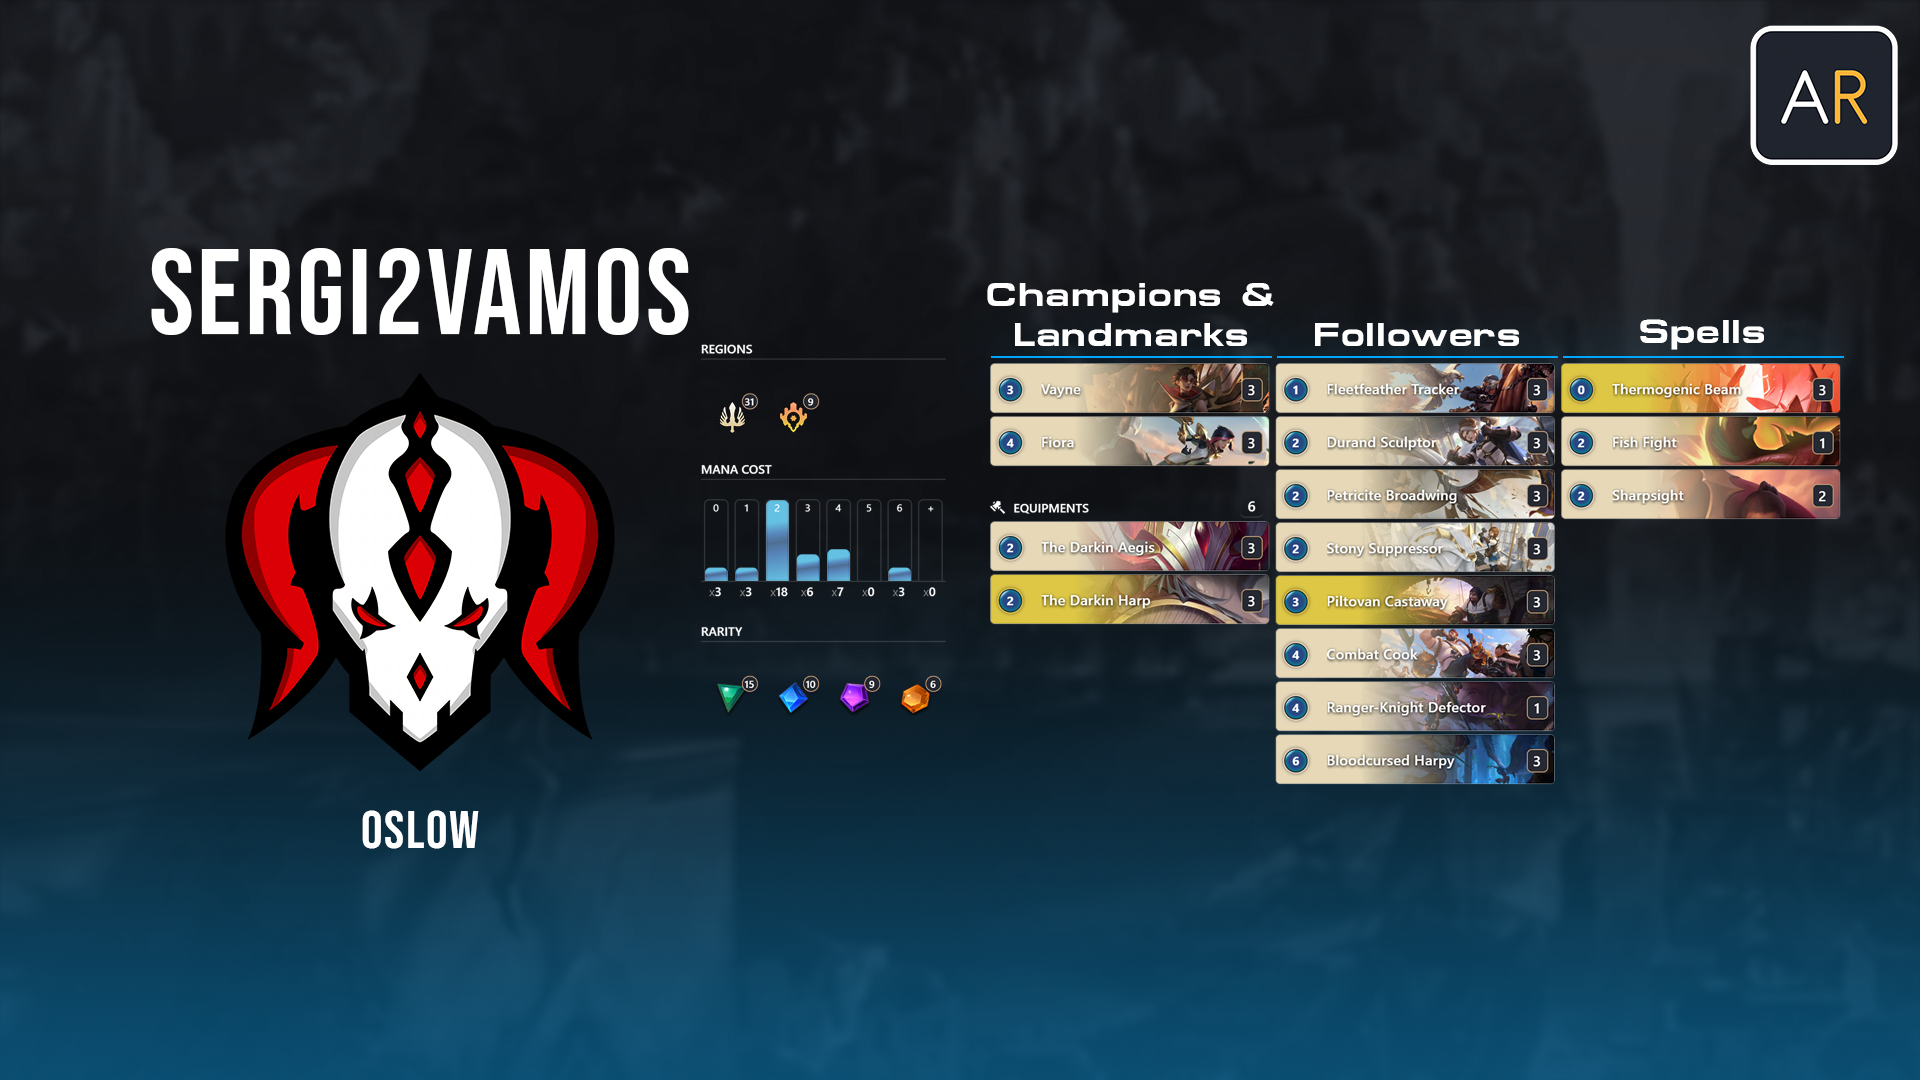 AR
SERGI2VAMOS
OSLOW
REGIONS
31 9
MANA COST
0 1 2 3 4 5 6 +
x3 x3 x18 x6 x7 x0 x3 x0
RARITY
15 10 9 6
Champions &
Landmarks
3 Vayne 3
4 Fiora 3
EQUIPMENTS 6
2 The Darkin Aegis 3
2 The Darkin Harp 3
Followers
1 Fleetfeather Tracker 3
2 Durand Sculptor 3
2 Petricite Broadwing 3
2 Stony Suppressor 3
3 Piltovan Castaway 3
4 Combat Cook 3
4 Ranger-Knight Defector 1
6 Bloodcursed Harpy 3
Spells
0 Thermogenic Beam 3
2 Fish Fight 1
2 Sharpsight 2